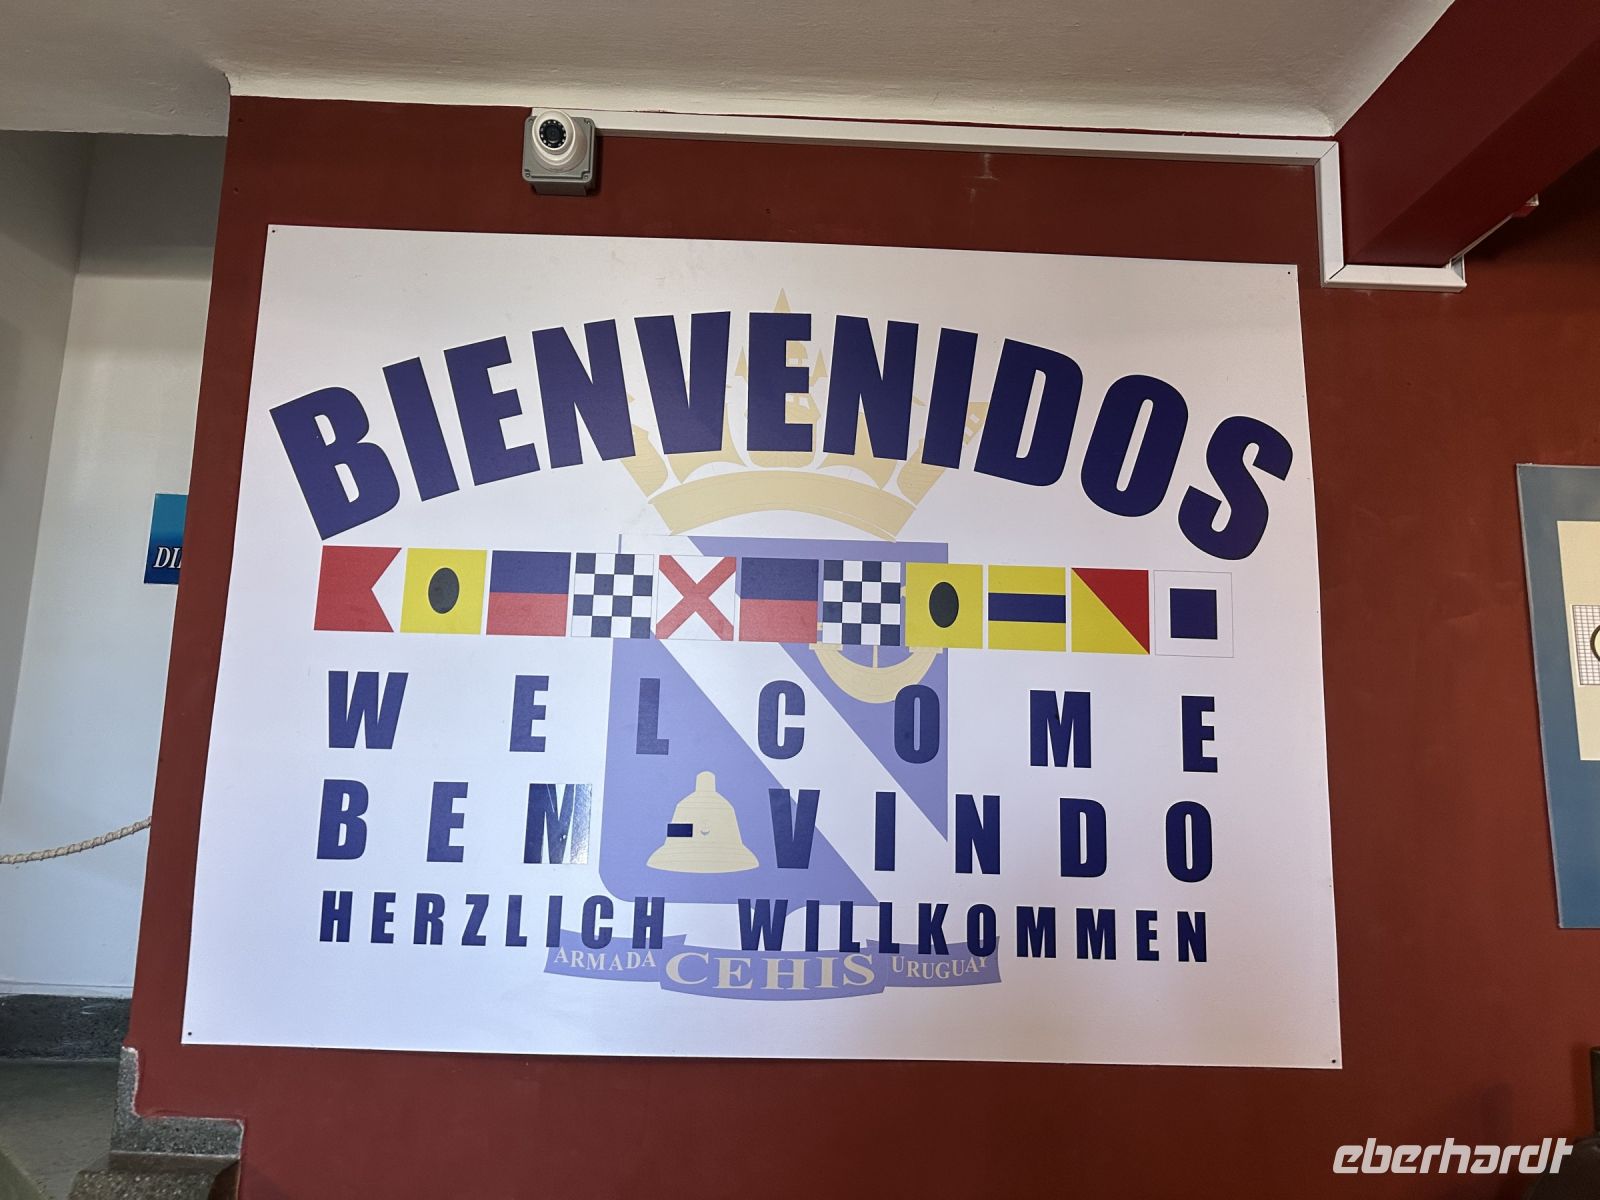 BIENVENIDOS
WELCOME
BEM VINDO
HERZLICH WILLKOMMEN
ARMADA CEHIS URUGUAY
eberhardt